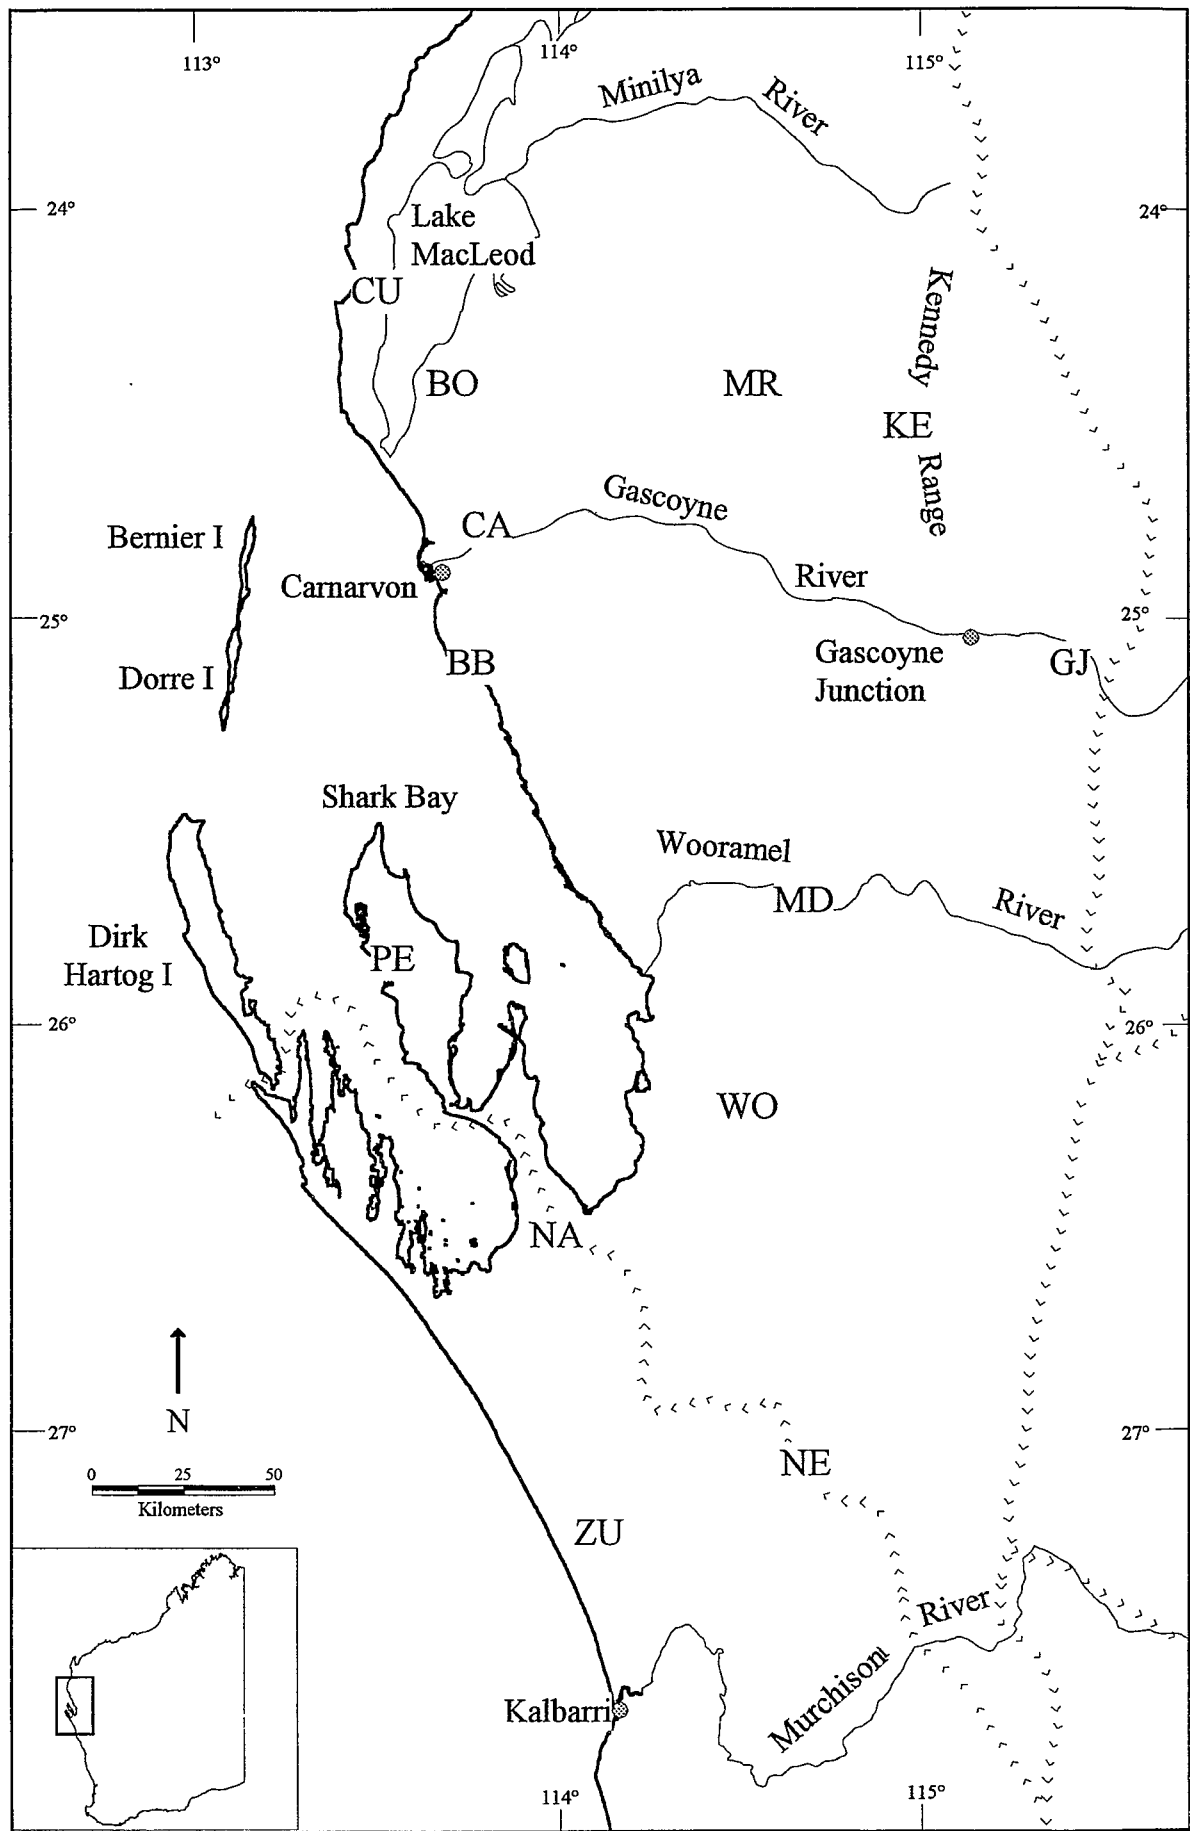 113°
114°
115°
Minilya
River
24°
24°
Lake
MacLeod
CU
Kennedy
BO
MR
KE
Range
Gascoyne
CA
Bernier I
River
Carnarvon
25°
25°
Gascoyne
Junction
GJ
BB
Dorre I
Shark Bay
Wooramel
MD
River
Dirk
Hartog I
PE
26°
26°
WO
NA
N
27°
27°
NE
0 25 50
Kilometers
ZU
River
Murchison
Kalbarri
114°
115°